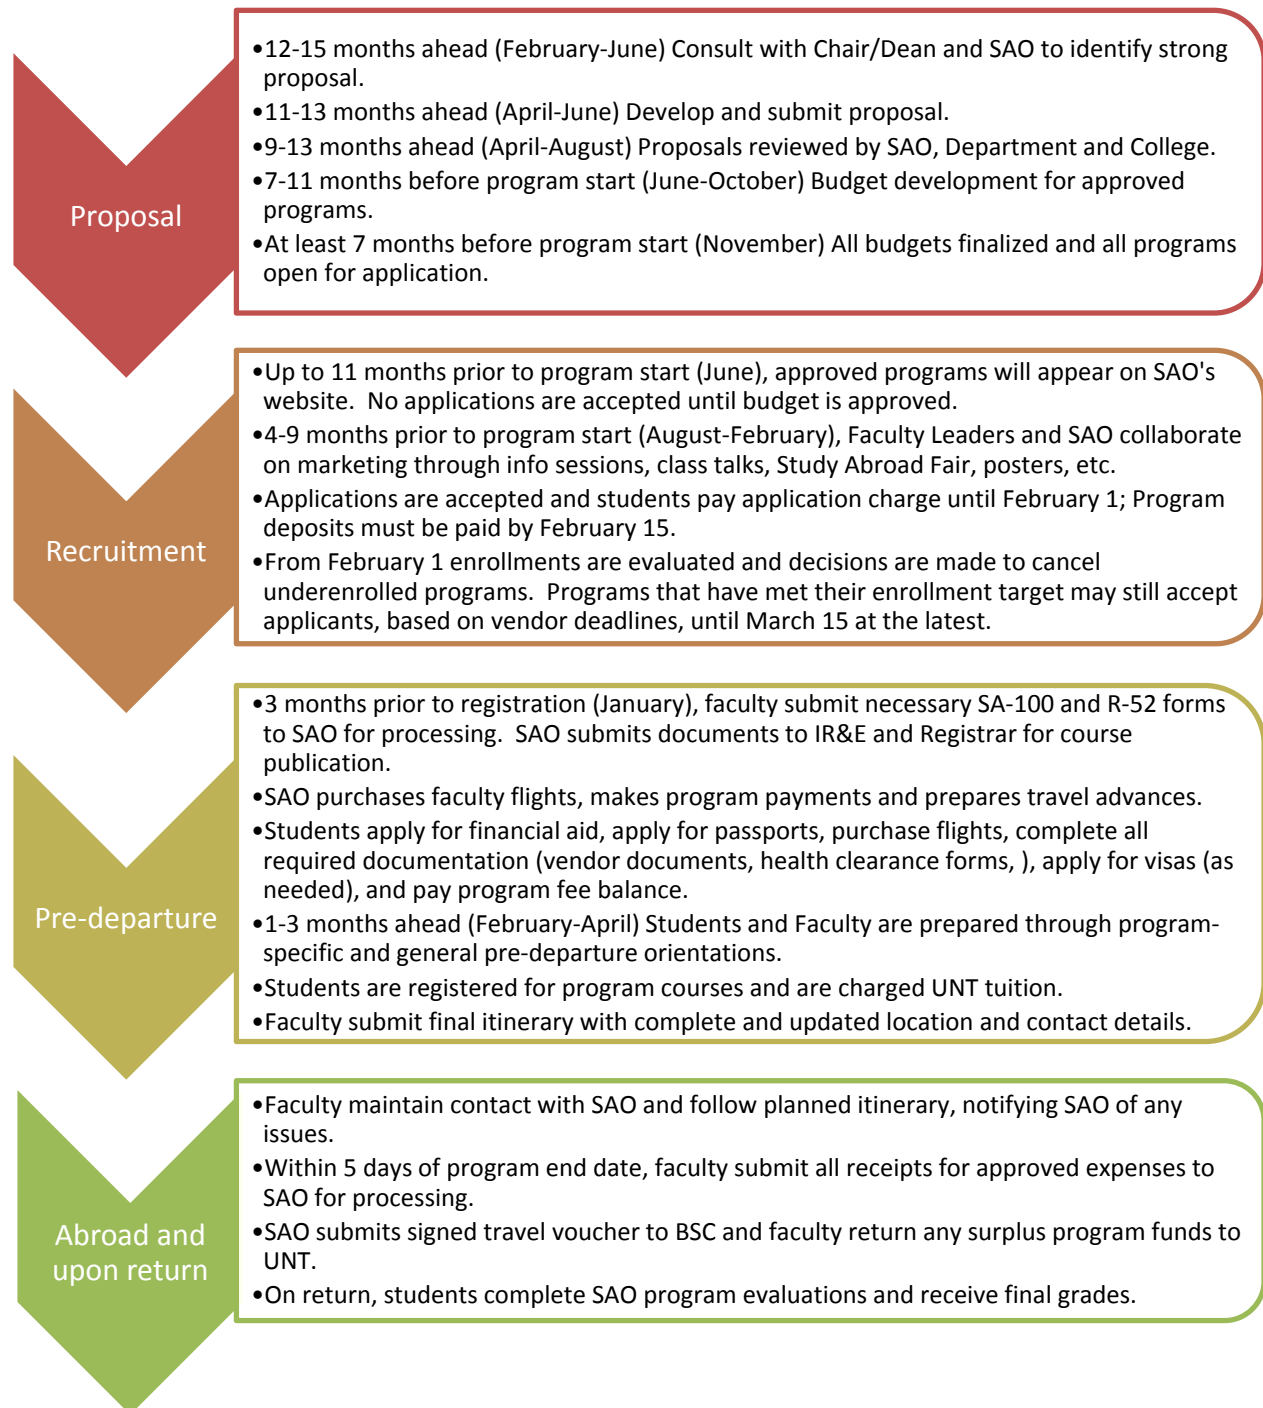 Proposal
•12-15 months ahead (February-June) Consult with Chair/Dean and SAO to identify strong
proposal.
•11-13 months ahead (April-June) Develop and submit proposal.
•9-13 months ahead (April-August) Proposals reviewed by SAO, Department and College.
•7-11 months before program start (June-October) Budget development for approved
programs.
•At least 7 months before program start (November) All budgets finalized and all programs
open for application.
Recruitment
•Up to 11 months prior to program start (June), approved programs will appear on SAO's
website.  No applications are accepted until budget is approved.
•4-9 months prior to program start (August-February), Faculty Leaders and SAO collaborate
on marketing through info sessions, class talks, Study Abroad Fair, posters, etc.
•Applications are accepted and students pay application charge until February 1; Program
deposits must be paid by February 15.
•From February 1 enrollments are evaluated and decisions are made to cancel
underenrolled programs.  Programs that have met their enrollment target may still accept
applicants, based on vendor deadlines, until March 15 at the latest.
Pre-departure
•3 months prior to registration (January), faculty submit necessary SA-100 and R-52 forms
to SAO for processing.  SAO submits documents to IR&E and Registrar for course
publication.
•SAO purchases faculty flights, makes program payments and prepares travel advances.
•Students apply for financial aid, apply for passports, purchase flights, complete all
required documentation (vendor documents, health clearance forms, ), apply for visas (as
needed), and pay program fee balance.
•1-3 months ahead (February-April) Students and Faculty are prepared through program-
specific and general pre-departure orientations.
•Students are registered for program courses and are charged UNT tuition.
•Faculty submit final itinerary with complete and updated location and contact details.
Abroad and
upon return
•Faculty maintain contact with SAO and follow planned itinerary, notifying SAO of any
issues.
•Within 5 days of program end date, faculty submit all receipts for approved expenses to
SAO for processing.
•SAO submits signed travel voucher to BSC and faculty return any surplus program funds to
UNT.
•On return, students complete SAO program evaluations and receive final grades.